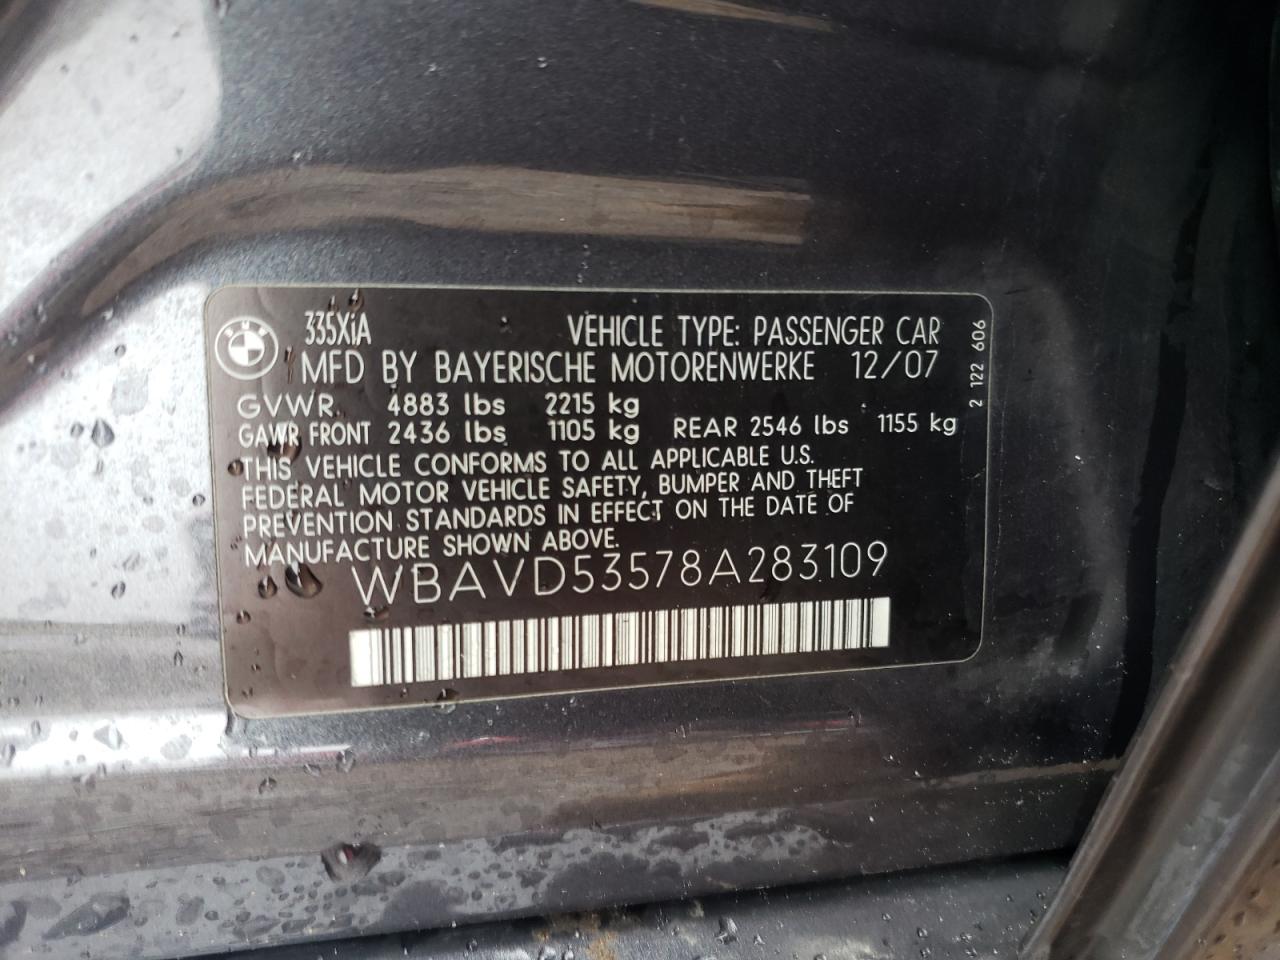 BMW
335XiA VEHICLE TYPE: PASSENGER CAR
MFD BY BAYERISCHE MOTORENWERKE 12/07
GVWR 4883 lbs 2215 kg
GAWR FRONT 2436 lbs 1105 kg REAR 2546 lbs 1155 kg
THIS VEHICLE CONFORMS TO ALL APPLICABLE U.S.
FEDERAL MOTOR VEHICLE SAFETY, BUMPER AND THEFT
PREVENTION STANDARDS IN EFFECT ON THE DATE OF
MANUFACTURE SHOWN ABOVE.
WBAVD53578A283109
2 122 606